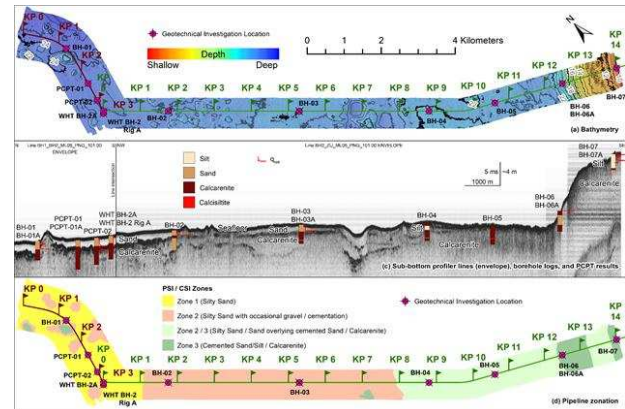 KP 0
KP 1
BH-01
KP 2
PCPT-01
PCPT-02
WHT BH-2A
KP 0
KP 3
WHT BH-2
Rig A
Geotechnical Investigation Location
Depth
Shallow
Deep
0
2
4
Kilometers
N
KP 1
KP 2
BH-02
KP 3
KP 4
KP 5
BH-03
KP 6
KP 7
KP 8
KP 9
BH-04
KP 10
BH-05
KP 11
KP 12
KP 13
BH-06
BH-06A
KP 14
BH-07
(a) Bathymetry
ENVELOPE
Silt
Sand
Calcarenite
Calcisiltite
5 ms
~4 m
1000 m
BH-01
BH-01A
PCPT-01
PCPT-01A
PCPT-02
WHT BH-2A
WHT BH-2 Rig A
Sand
Calcarenite
BH-02
Seafloor
BH-03
BH-03A
Sand
Calcarenite
BH-04
Silt
Calcarenite
BH-05
BH-06
BH-06A
BH-07
BH-07A
Silt
Calcarenite
(c) Sub-bottom profiler lines (envelope), borehole logs, and PCPT results
PSI / CSI Zones
Zone 1 (Silty Sand)
Zone 2 (Silty Sand with occasional gravel / cementation)
Zone 2 / 3 (Silty Sand / Sand overlying cemented Sand / Calcarenite)
Zone 3 (Cemented Sand/Silt / Calcarenite)
Geotechnical Investigation Location
KP 0
KP 1
BH-01
KP 2
PCPT-01
PCPT-02
WHT BH-2A
KP 0
KP 3
WHT BH-2
Rig A
KP 1
KP 2
BH-02
KP 3
KP 4
KP 5
BH-03
KP 6
KP 7
KP 8
BH-04
KP 9
KP 10
BH-05
KP 11
KP 12
KP 13
BH-06
BH-06A
KP 14
BH-07
(d) Pipeline zonation